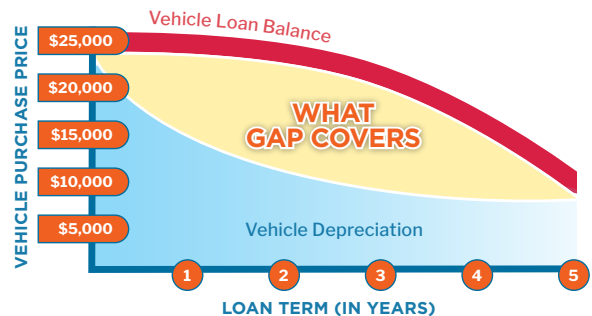 Vehicle Loan Balance
VEHICLE PURCHASE PRICE
$25,000
$20,000
$15,000
$10,000
$5,000
WHAT
GAP COVERS
Vehicle Depreciation
1 2 3 4 5
LOAN TERM (IN YEARS)